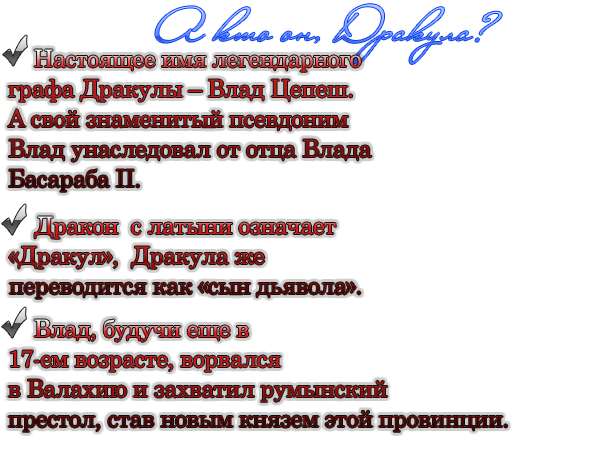 А кто он, Дракула?
Настоящее имя легендарного
графа Дракулы – Влад Цепеш.
А свой знаменитый псевдоним
Влад унаследовал от отца Влада
Басараба II.
Дракон с латыни означает
«Дракул», Дракула же
переводится как «сын дьявола».
Влад, будучи еще в
17-ем возрасте, ворвался
в Валахию и захватил румынский
престол, став новым князем этой провинции.